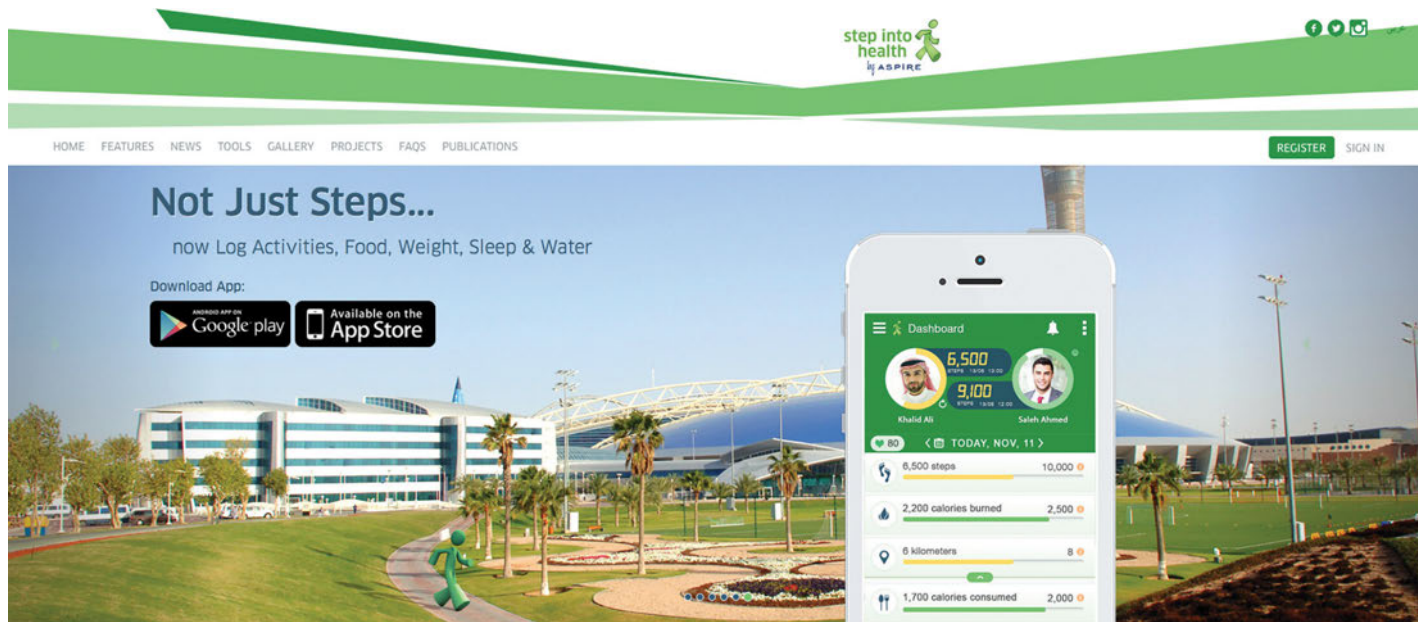 step into
health
by ASPIRE
عربي
HOME FEATURES NEWS TOOLS GALLERY PROJECTS FAQS PUBLICATIONS
REGISTER SIGN IN
Not Just Steps...
now Log Activities, Food, Weight, Sleep & Water
Download App:
ANDROID APP ON
Google play
Available on the
App Store
Dashboard
6,500
STEPS
9,100
STEPS
Khalid Ali Saleh Ahmed
80 TODAY, NOV, 11
6,500 steps 10,000
2,200 calories burned 2,500
6 kilometers 8
1,700 calories consumed 2,000